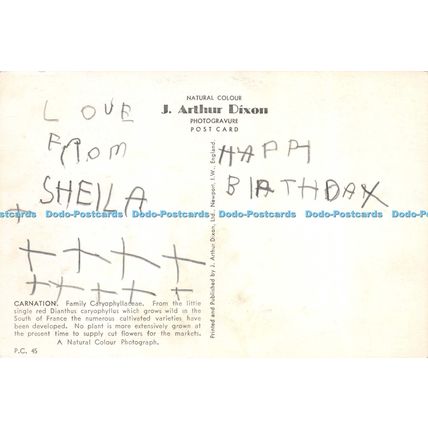 NATURAL COLOUR
J. Arthur Dixon
PHOTOGRAVURE
POST CARD
LOVE
FROM
SHEILA
HAPPY
BIRTHDAY
Postcards Dodo-Postcards Dodo-Postcards Dodo-Postcards Dodo-Postcards Dodo-Postcards
CARNATION. Family Caryophyllaceae. From the little
single red Dianthus caryophyllus which grows wild in the
South of France the numerous cultivated varieties have
been developed. No plant is more extensively grown at
the present time to supply cut flowers for the markets.
A Natural Colour Photograph.
P.C. 45
Printed and Published by J. Arthur Dixon, Ltd., Newport, I.W., England.